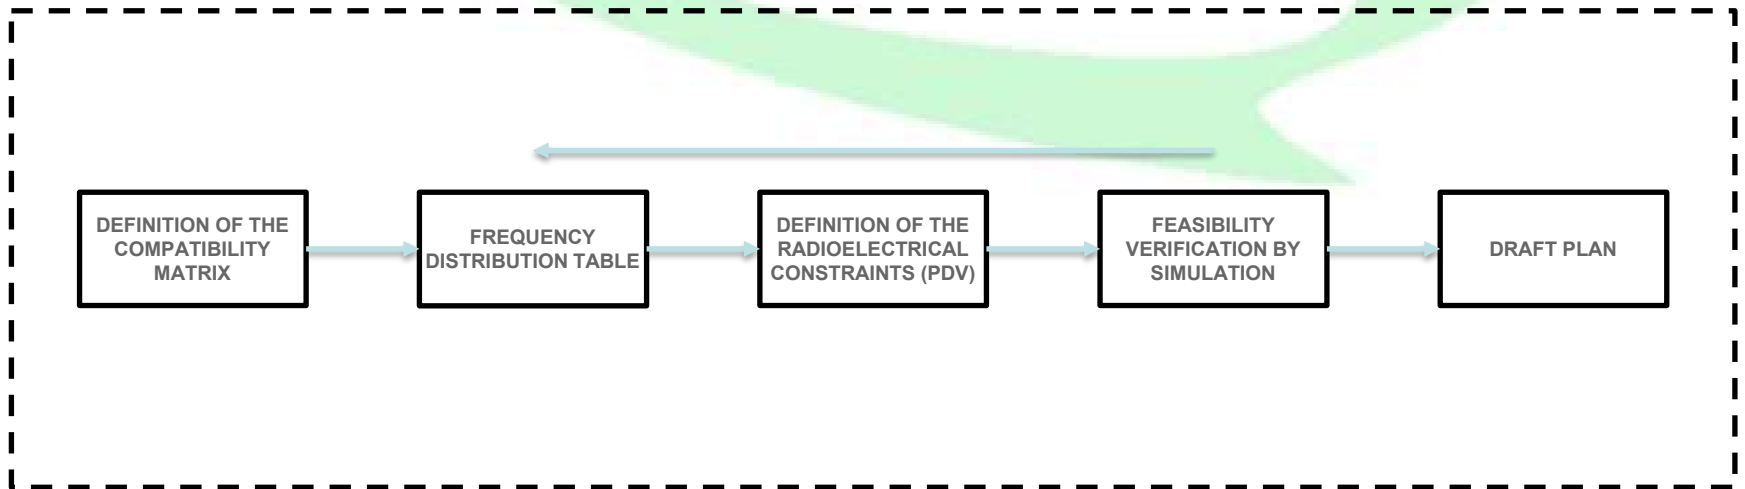 DEFINITION OF THE
COMPATIBILITY
MATRIX
FREQUENCY
DISTRIBUTION TABLE
DEFINITION OF THE
RADIOELECTRICAL
CONSTRAINTS (PDV)
FEASIBILITY
VERIFICATION BY
SIMULATION
DRAFT PLAN